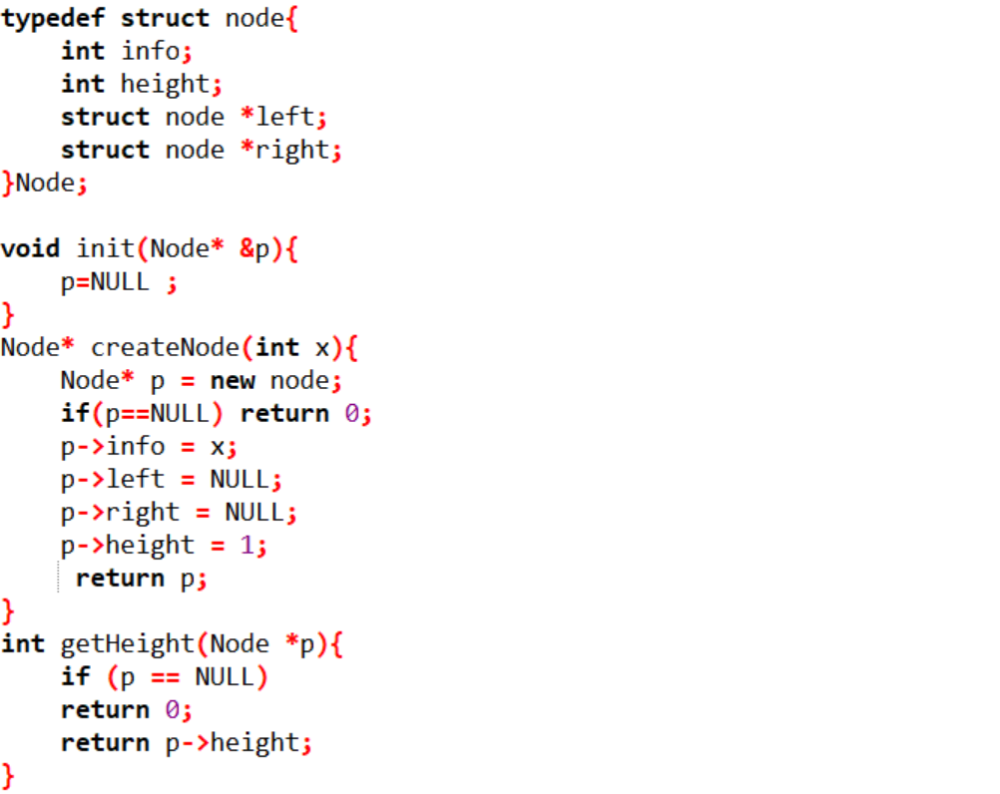 typedef struct node{
    int info;
    int height;
    struct node *left;
    struct node *right;
}Node;

void init(Node* &p){
    p=NULL ;
}
Node* createNode(int x){
    Node* p = new node;
    if(p==NULL) return 0;
    p->info = x;
    p->left = NULL;
    p->right = NULL;
    p->height = 1;
     return p;
}
int getHeight(Node *p){
    if (p == NULL)
    return 0;
    return p->height;
}